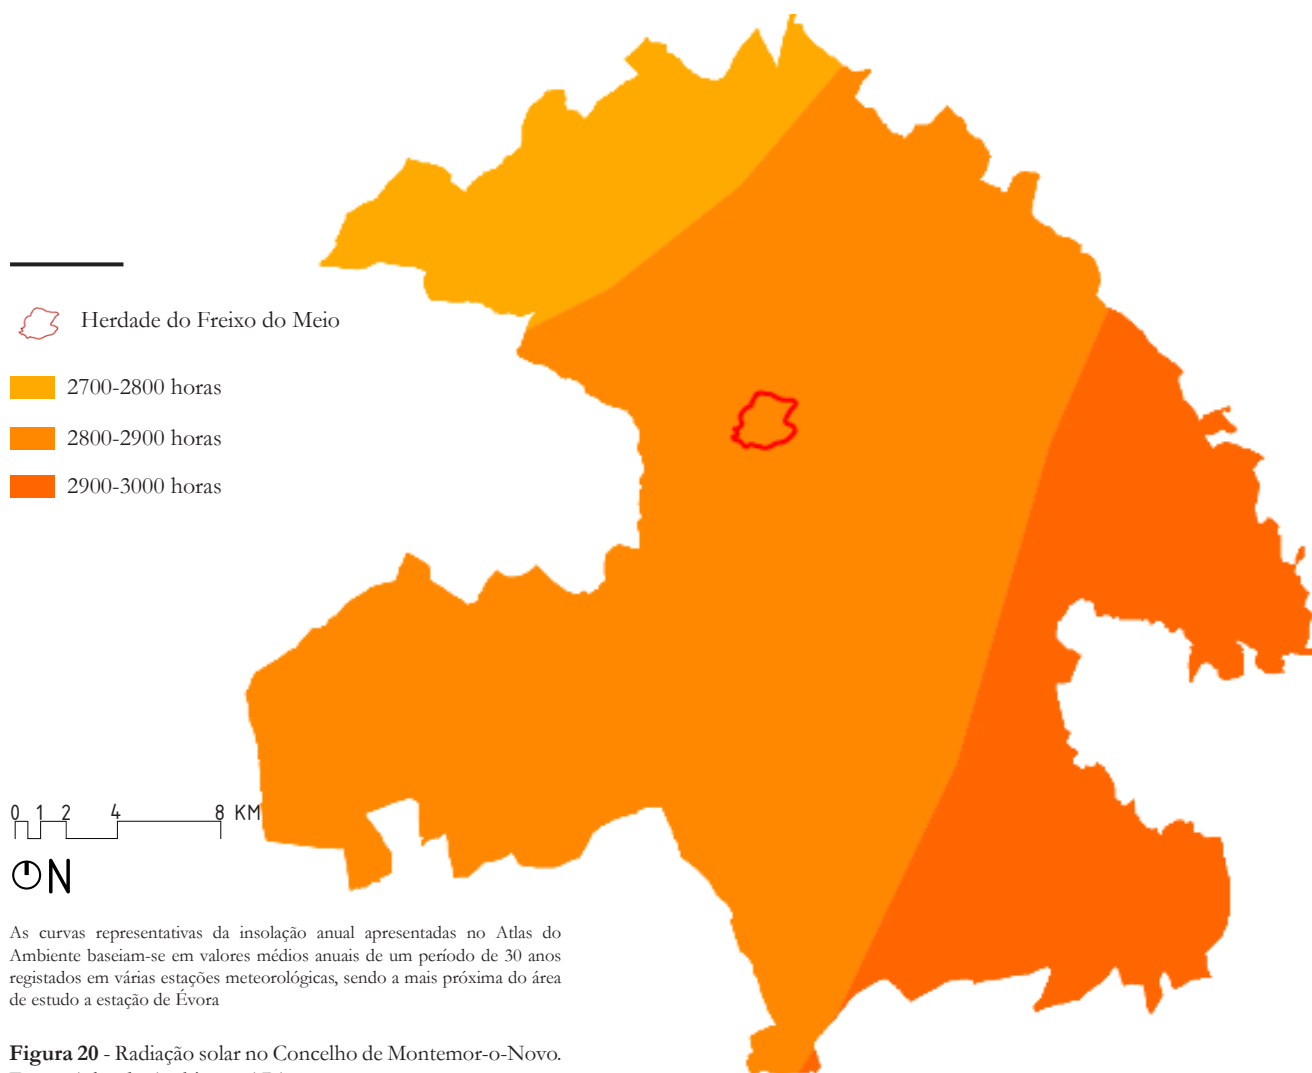 Herdade do Freixo do Meio
2700-2800 horas
2800-2900 horas
2900-3000 horas
0 1 2 4 8 KM
N
As curvas representativas da insolação anual apresentadas no Atlas do
Ambiente baseiam-se em valores médios anuais de um período de 30 anos
registados em várias estações meteorológicas, sendo a mais próxima do área
de estudo a estação de Évora
Figura 20 - Radiação solar no Concelho de Montemor-o-Novo.